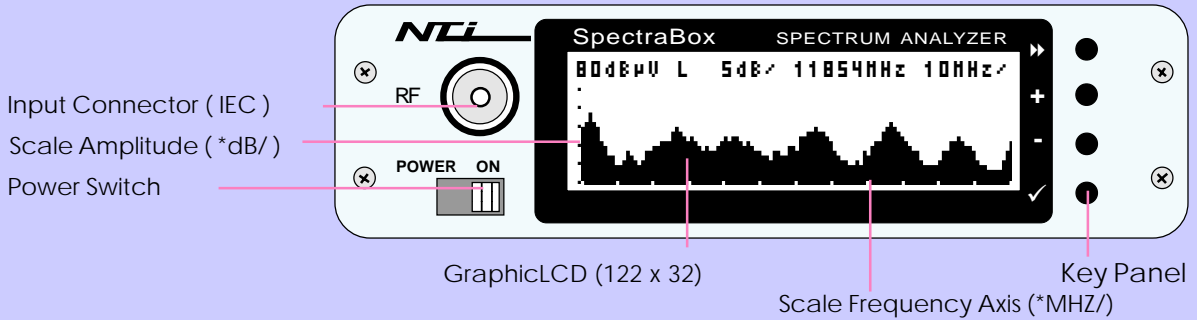 NTi
SpectraBox SPECTRUM ANALYZER
80dBµV L 5dB/ 11854MHz 10MHz/
RF
POWER ON
+
-
✓
Input Connector ( IEC )
Scale Amplitude ( *dB/ )
Power Switch
GraphicLCD (122 x 32)
Key Panel
Scale Frequency Axis (*MHZ/)